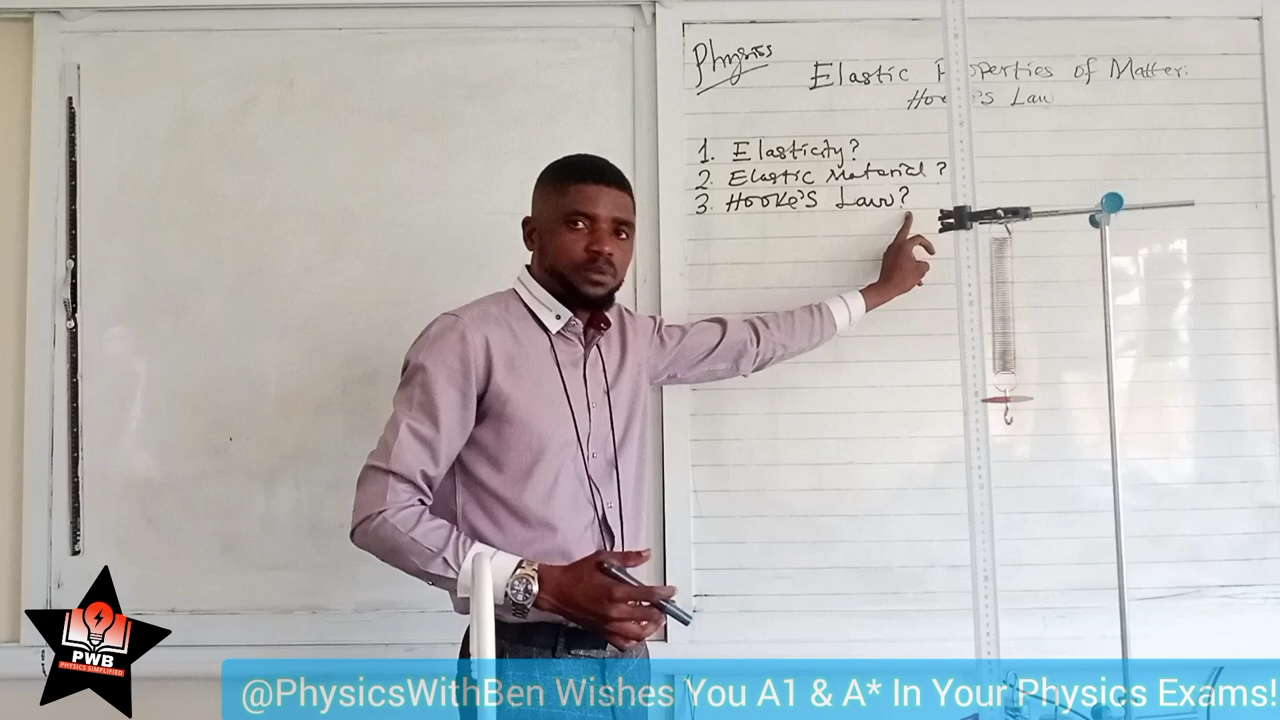 Physics
Elastic Properties of Matter:
Hooke's Law
1. Elasticity?
2. Elastic Material?
3. Hooke's Law?
PWB
PHYSICS SIMPLIFIED
@PhysicsWithBen Wishes You A1 & A* In Your Physics Exams!